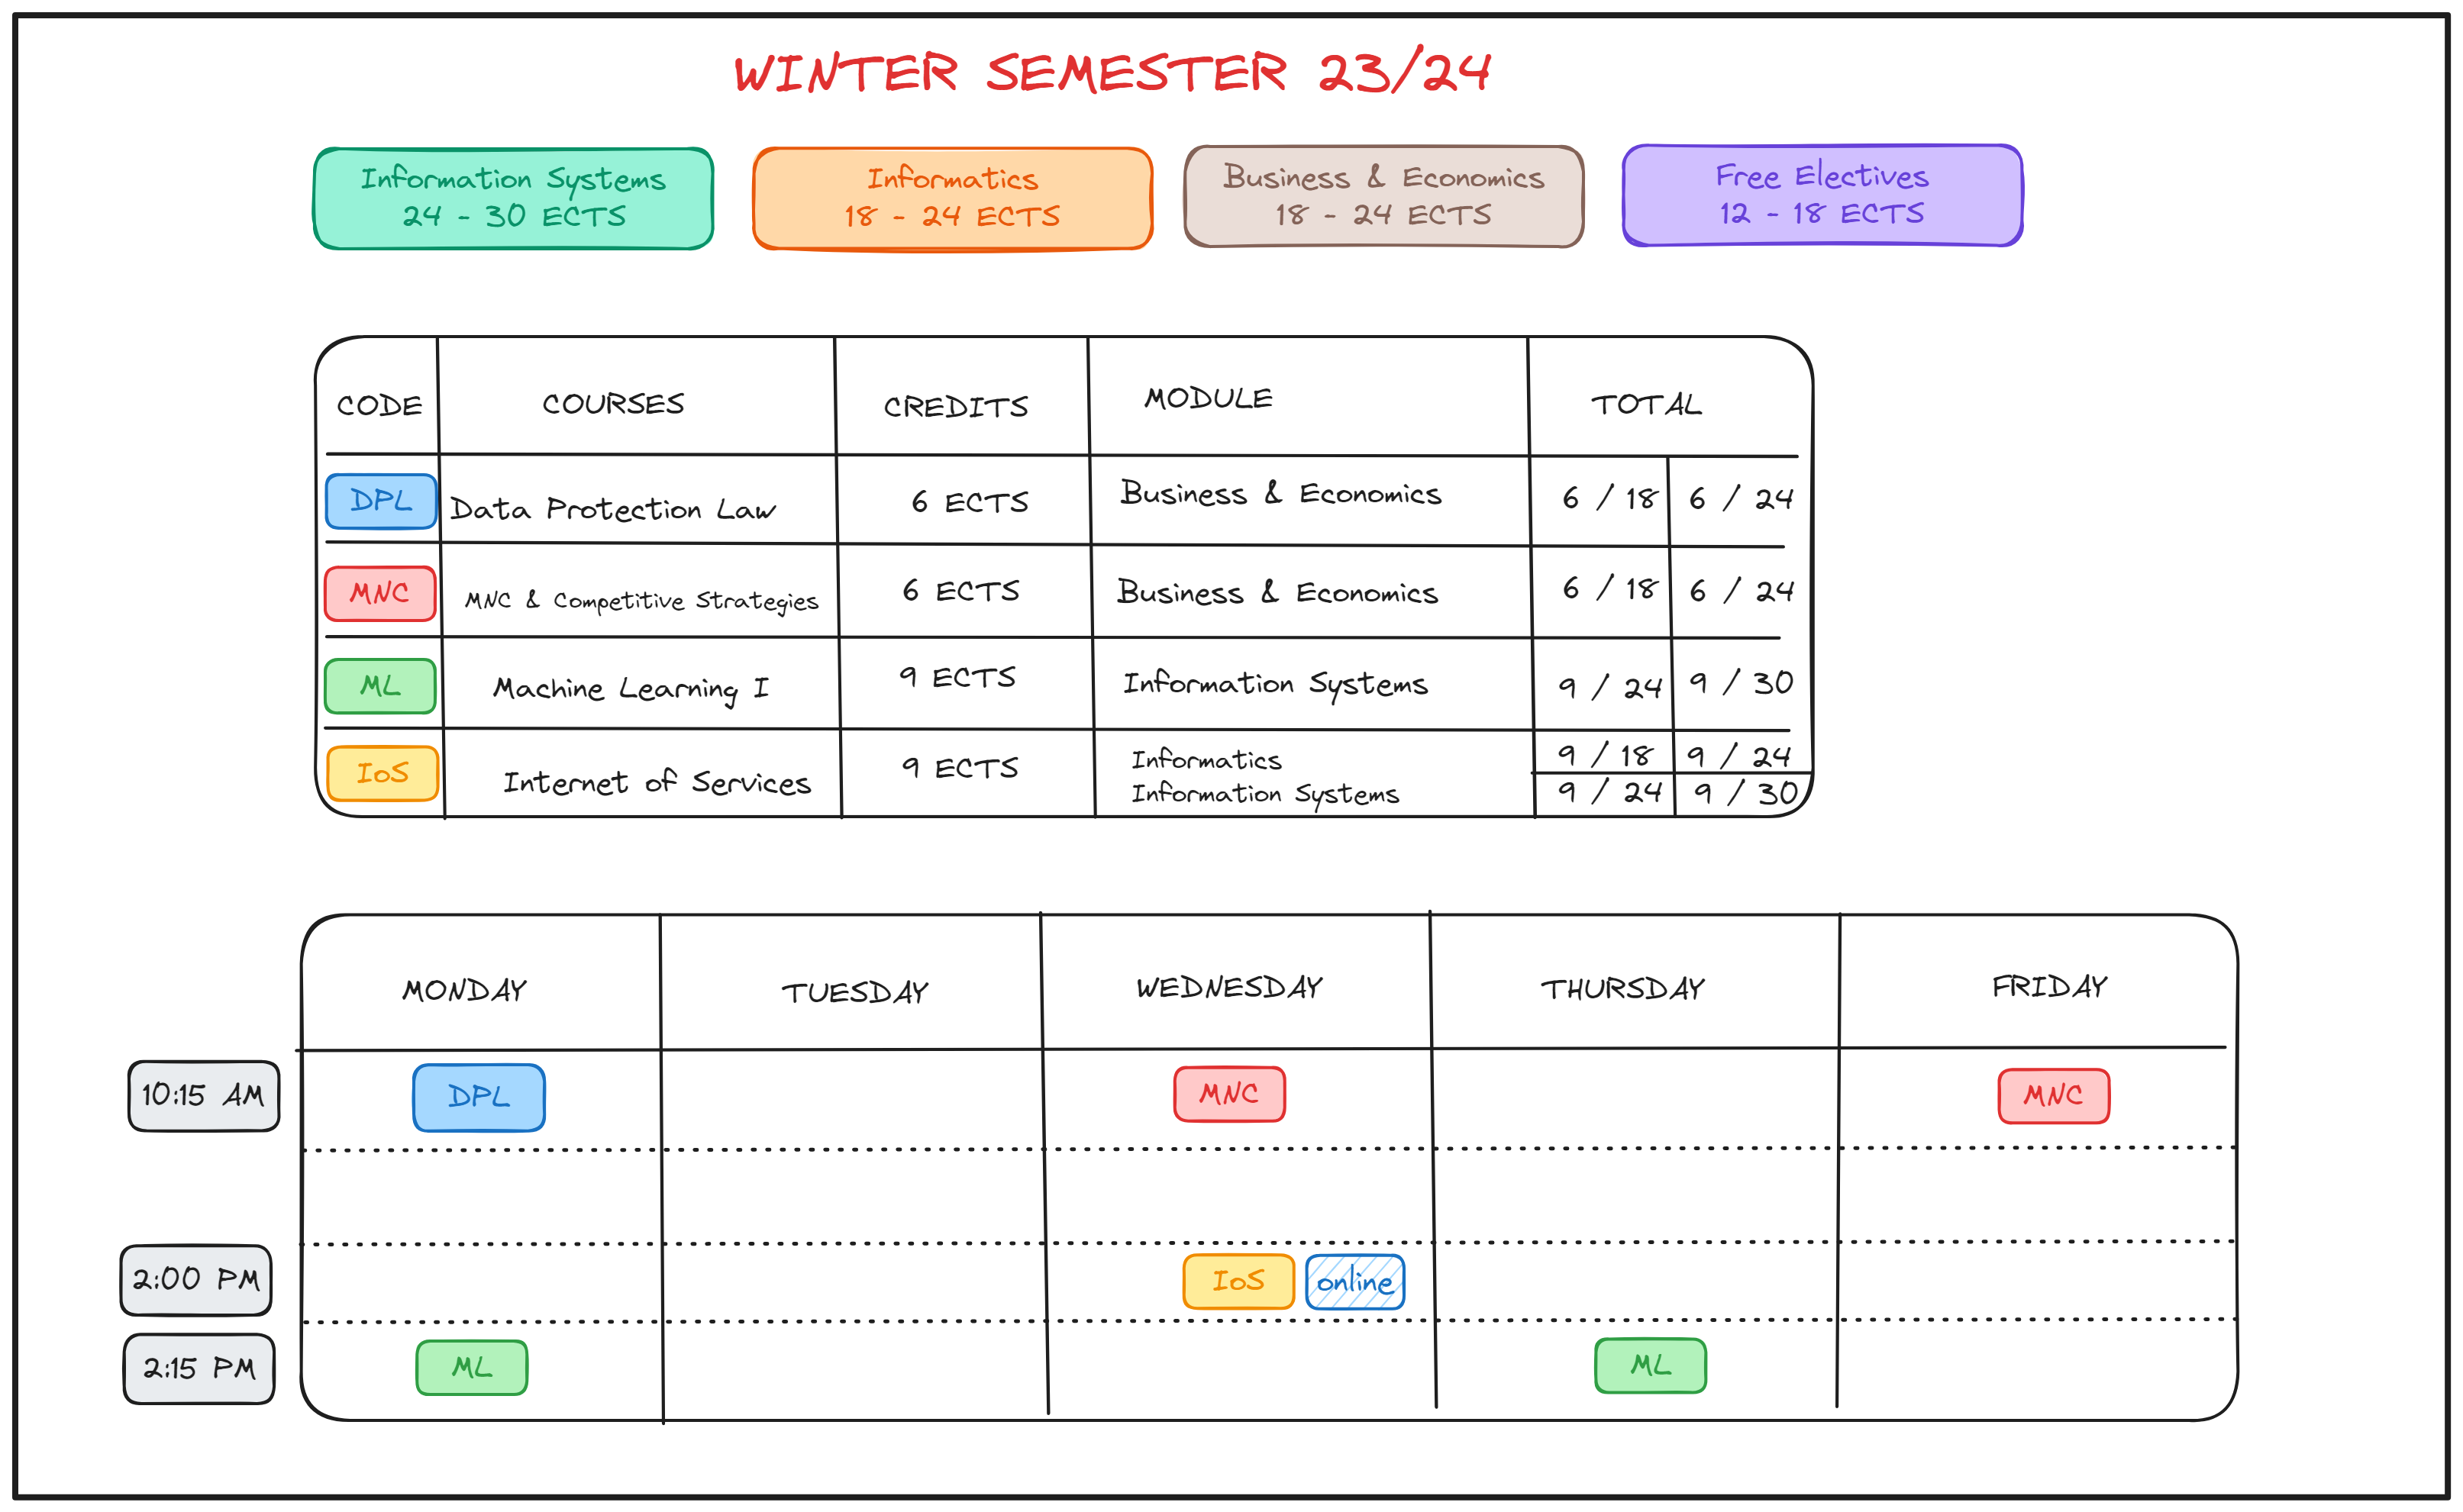 WINTER SEMESTER 23/24
Information Systems
24 - 30 ECTS
Informatics
18 - 24 ECTS
Business & Economics
18 - 24 ECTS
Free Electives
12 - 18 ECTS
CODE COURSES CREDITS MODULE TOTAL
DPL Data Protection Law 6 ECTS Business & Economics 6 / 18 6 / 24
MNC MNC & Competitive Strategies 6 ECTS Business & Economics 6 / 18 6 / 24
ML Machine Learning I 9 ECTS Information Systems 9 / 24 9 / 30
IoS Internet of Services 9 ECTS Informatics 9 / 18 9 / 24
Information Systems 9 / 24 9 / 30
MONDAY TUESDAY WEDNESDAY THURSDAY FRIDAY
10:15 AM DPL MNC MNC
2:00 PM IoS online
2:15 PM ML ML